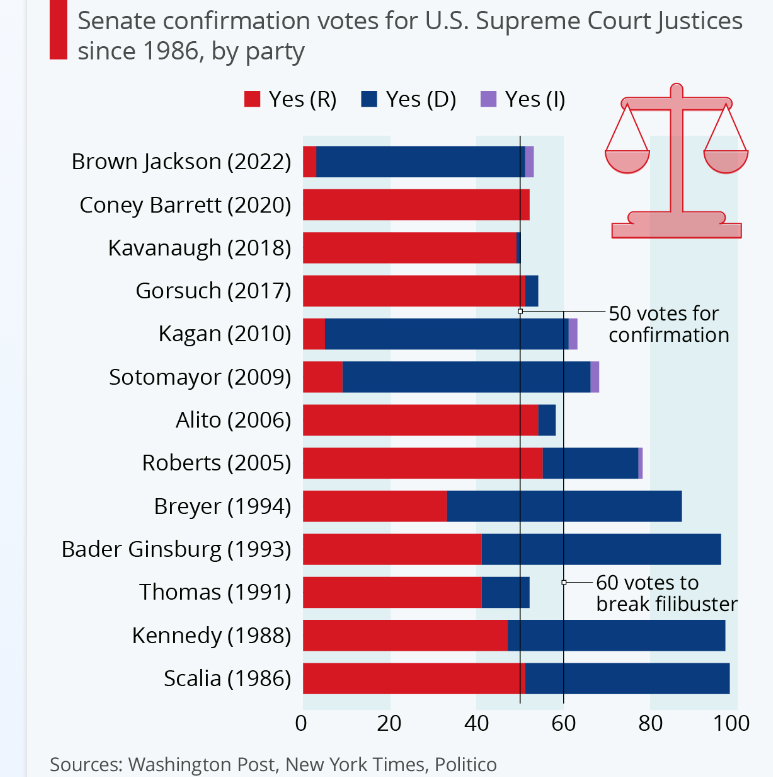 Senate confirmation votes for U.S. Supreme Court Justices
since 1986, by party
Yes (R) Yes (D) Yes (I)
Brown Jackson (2022)
Coney Barrett (2020)
Kavanaugh (2018)
Gorsuch (2017)
50 votes for
confirmation
Kagan (2010)
Sotomayor (2009)
Alito (2006)
Roberts (2005)
Breyer (1994)
Bader Ginsburg (1993)
Thomas (1991)
60 votes to
break filibuster
Kennedy (1988)
Scalia (1986)
0 20 40 60 80 100
Sources: Washington Post, New York Times, Politico